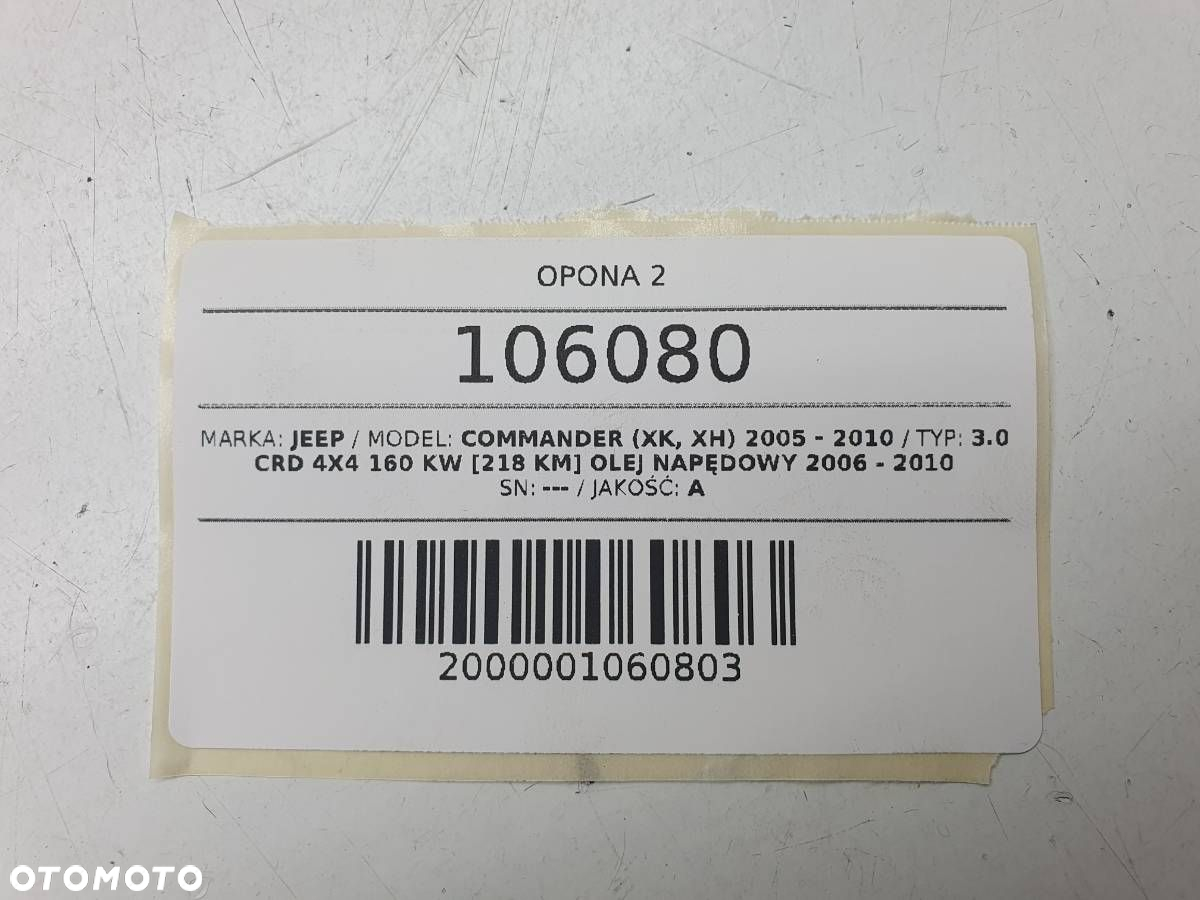 OPONA 2
106080
MARKA: JEEP / MODEL: COMMANDER (XK, XH) 2005 - 2010 / TYP: 3.0
CRD 4X4 160 KW [218 KM] OLEJ NAPĘDOWY 2006 - 2010
SN: --- / JAKOŚĆ: A
2000001060803
OTOMOTO